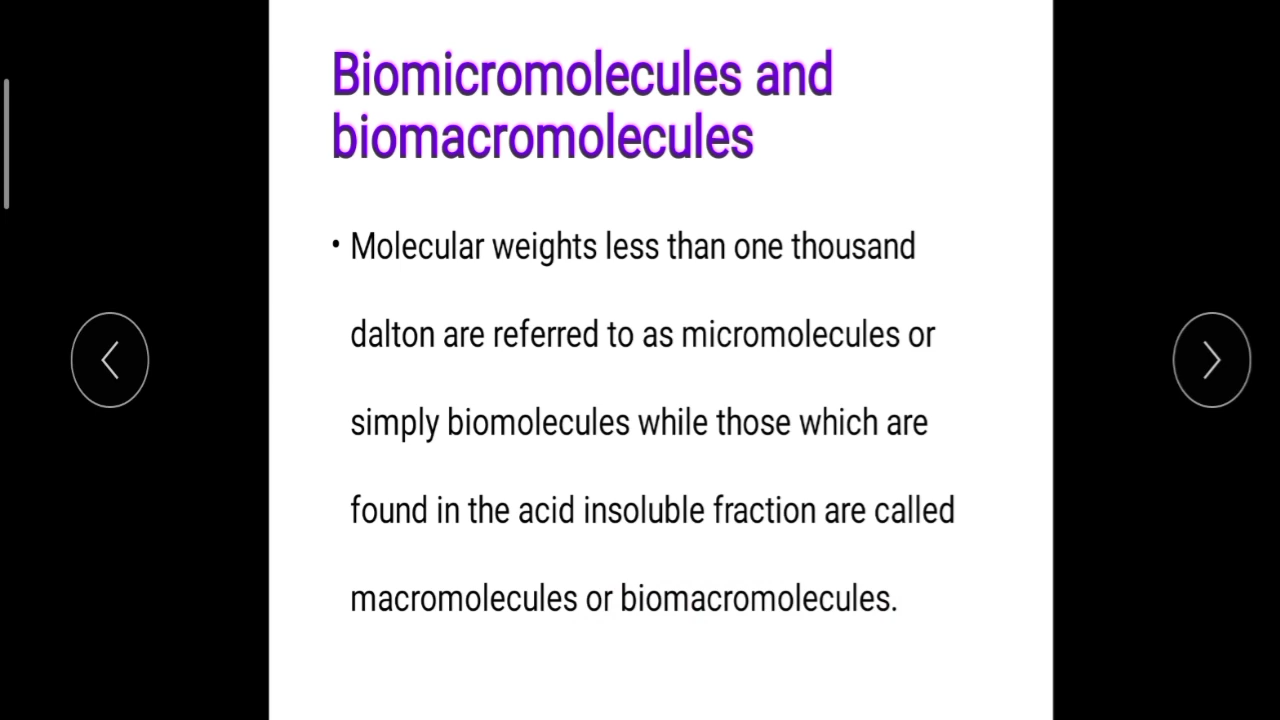 Biomicromolecules and
biomacromolecules
• Molecular weights less than one thousand
dalton are referred to as micromolecules or
simply biomolecules while those which are
found in the acid insoluble fraction are called
macromolecules or biomacromolecules.